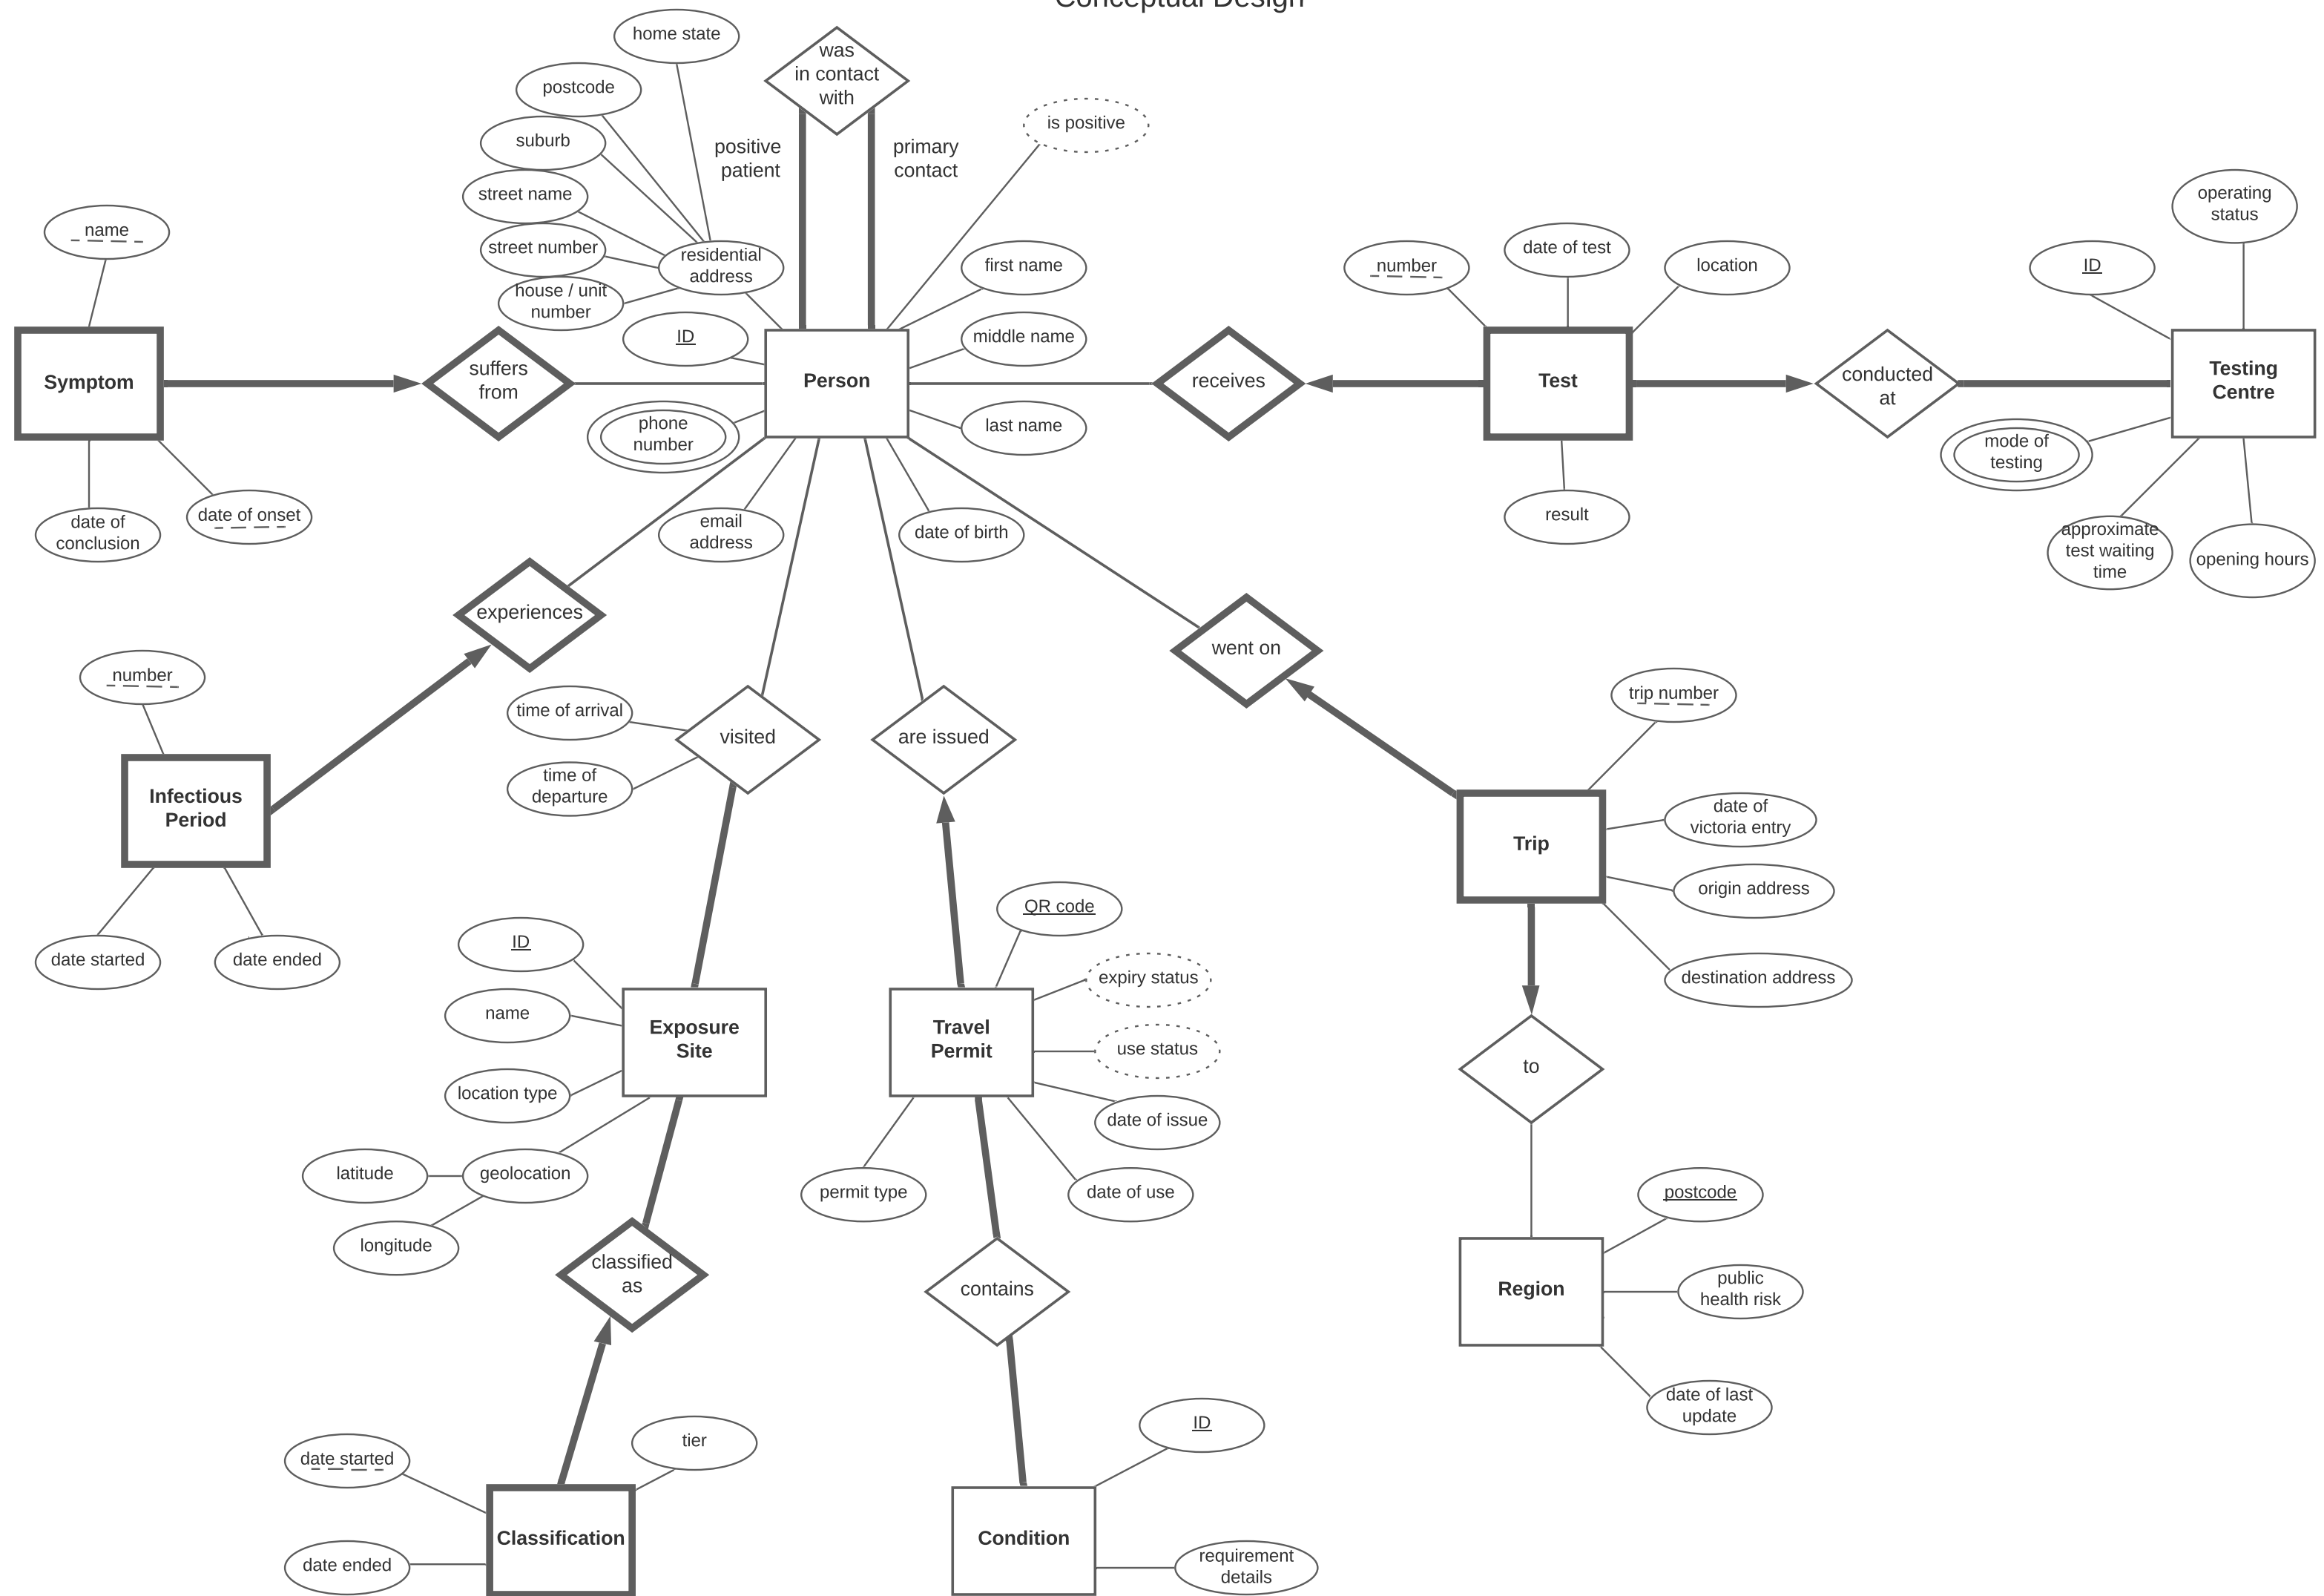 Conceptual Design
home state
was
in contact
with
postcode
is positive
suburb
positive
patient
primary
contact
street name
operating
status
name
street number
residential
address
first name
number
date of test
location
ID
house / unit
number
ID
middle name
Symptom
suffers
from
Person
receives
Test
conducted
at
Testing
Centre
phone
number
last name
mode of
testing
date of
conclusion
date of onset
email
address
date of birth
result
approximate
test waiting
time
opening hours
experiences
went on
number
time of arrival
visited
are issued
trip number
time of
departure
Infectious
Period
Trip
date of
victoria entry
origin address
QR code
date started
date ended
ID
expiry status
destination address
name
Exposure
Site
Travel
Permit
use status
to
location type
date of issue
latitude
geolocation
permit type
date of use
postcode
longitude
classified
as
contains
Region
public
health risk
date of last
update
date started
tier
ID
Classification
Condition
date ended
requirement
details